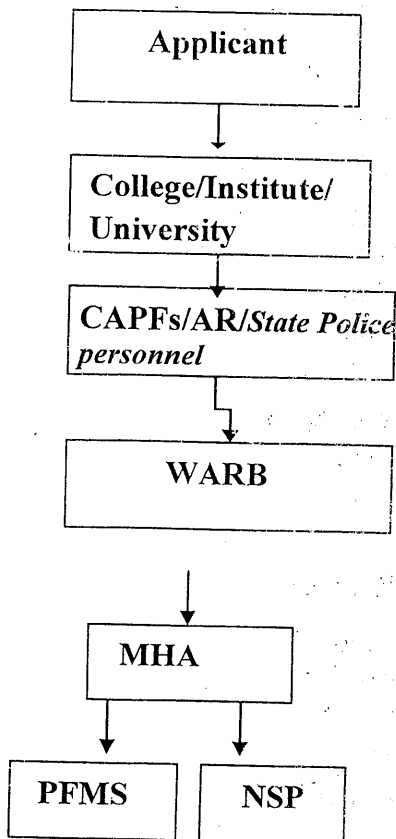 Applicant
College/Institute/
University
CAPFs/AR/State Police
personnel
WARB
MHA
PFMS
NSP